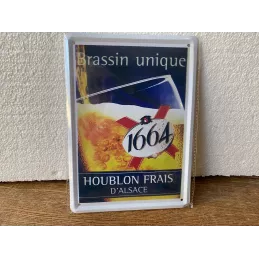 Brassin unique
1664
HOUBLON FRAIS
D'ALSACE